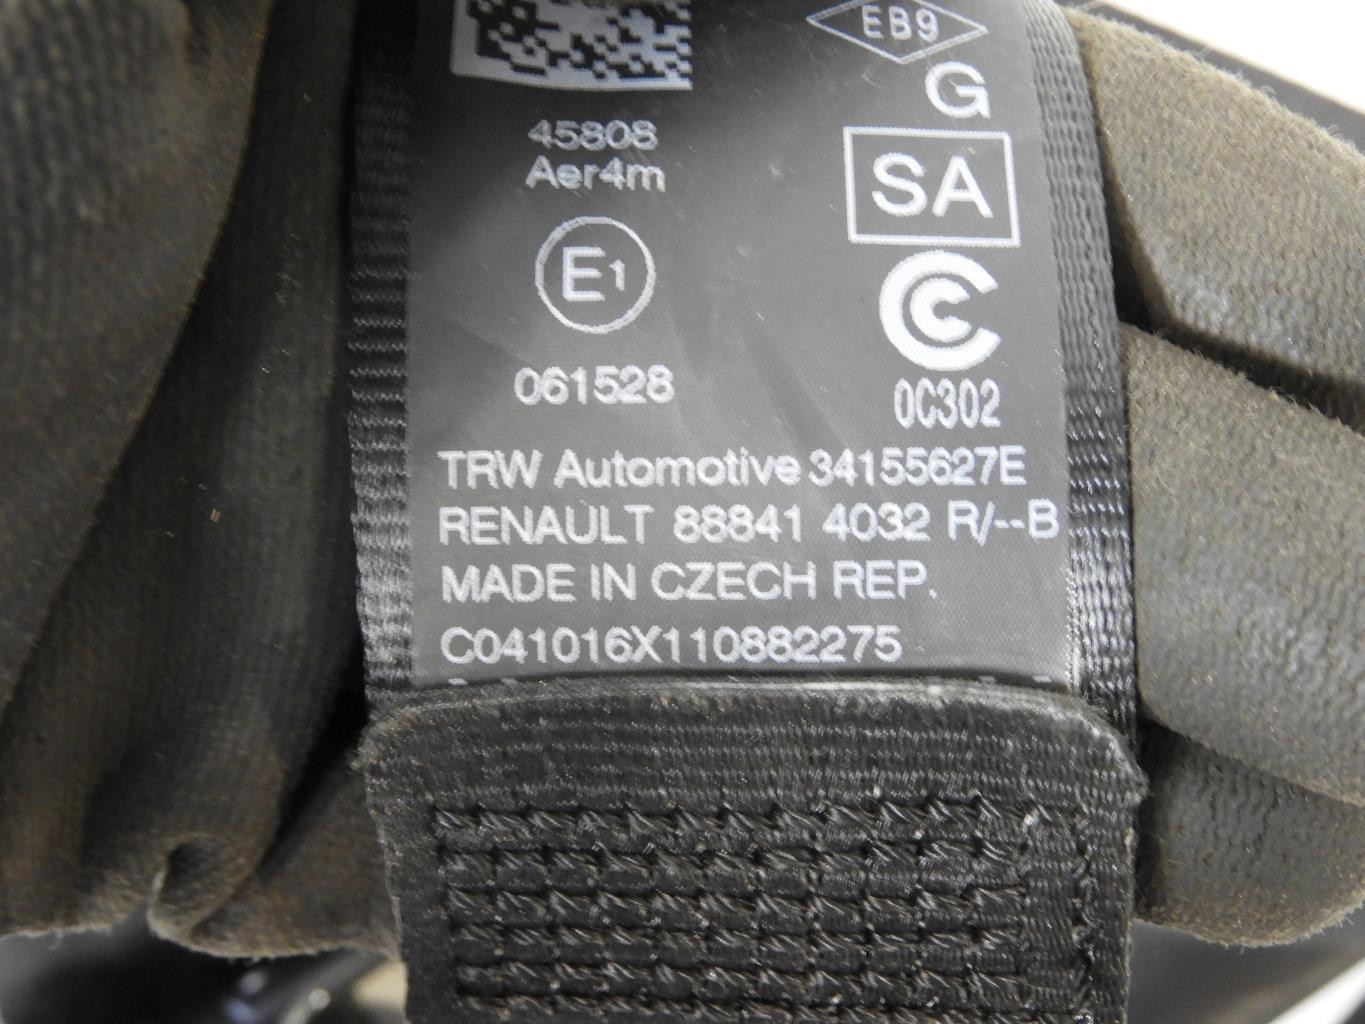 EB9
G
45808
Aer4m
SA
E1
C
061528
0C302
TRW Automotive 34155627E
RENAULT 88841 4032 R/--B
MADE IN CZECH REP.
C041016X110882275